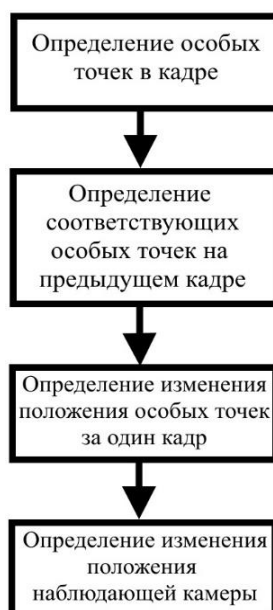 Определение особых
точек в кадре
Определение
соответствующих
особых точек на
предыдущем кадре
Определение изменения
положения особых точек
за один кадр
Определение изменения
положения
наблюдающей камеры